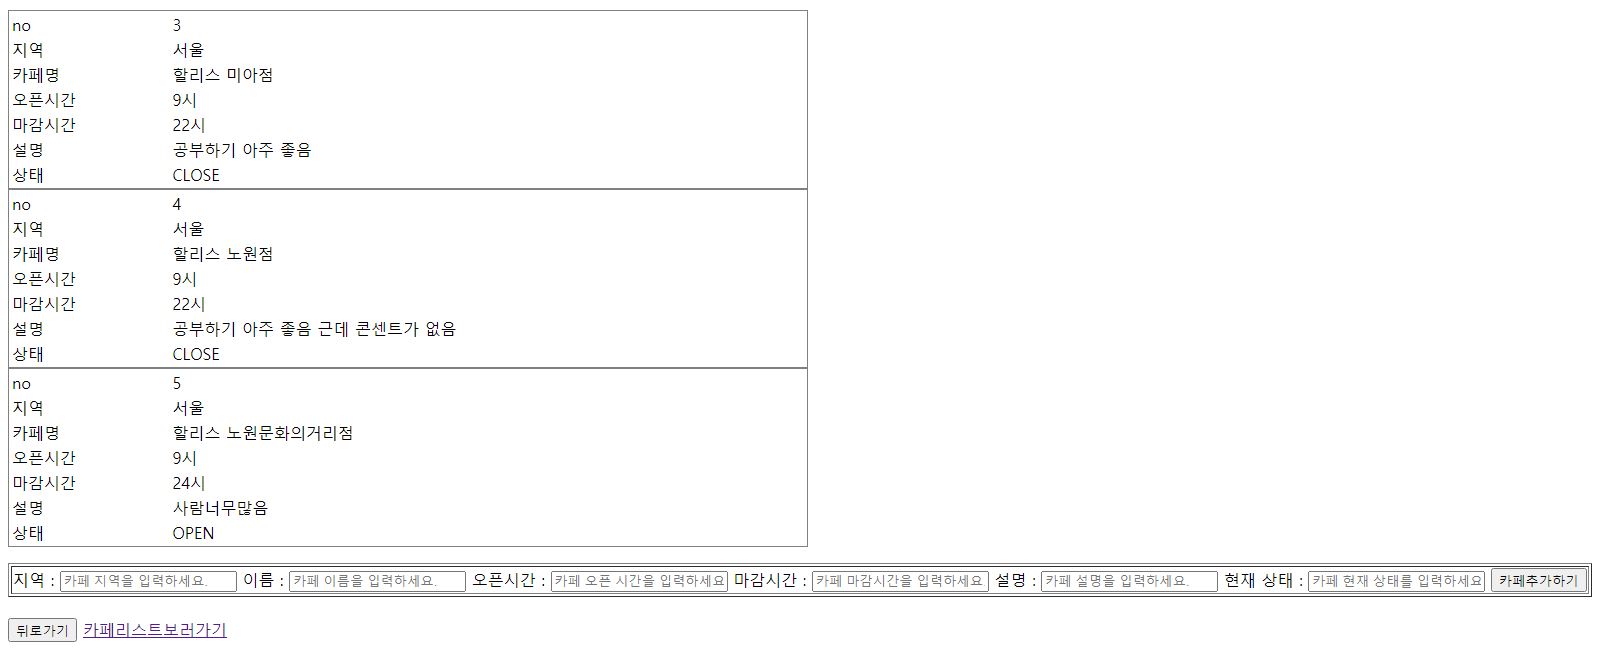 no 3
지역 서울
카페명 할리스 미아점
오픈시간 9시
마감시간 22시
설명 공부하기 아주 좋음
상태 CLOSE
no 4
지역 서울
카페명 할리스 노원점
오픈시간 9시
마감시간 22시
설명 공부하기 아주 좋음 근데 콘센트가 없음
상태 CLOSE
no 5
지역 서울
카페명 할리스 노원문화의거리점
오픈시간 9시
마감시간 24시
설명 사람너무많음
상태 OPEN
지역 : 카페 지역을 입력하세요. 이름 : 카페 이름을 입력하세요. 오픈시간 : 카페 오픈 시간을 입력하세요 마감시간 : 카페 마감시간을 입력하세요. 설명 : 카페 설명을 입력하세요. 현재 상태 : 카페 현재 상태를 입력하세요 카페추가하기
뒤로가기 카페리스트보러가기